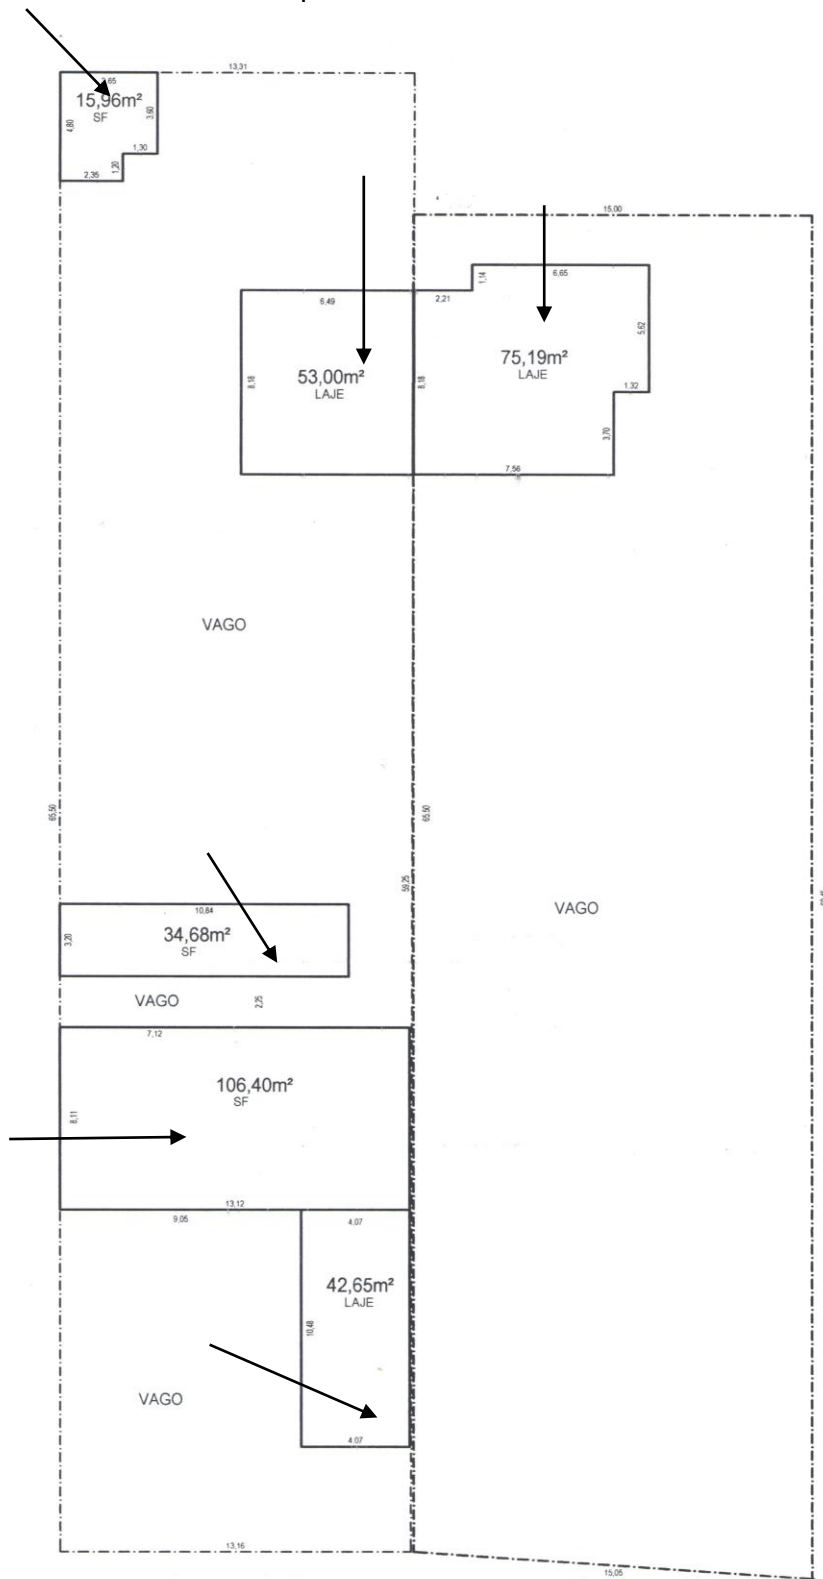 13,31
3,65
15,96m²
SF
4,80
3,60
1,30
1,20
2,35
15,00
6,65
1,14
6,49
2,21
5,62
75,19m²
LAJE
53,00m²
LAJE
8,18
8,18
1,32
3,70
7,56
VAGO
65,50
65,50
59,25
10,84
3,20
34,68m²
SF
VAGO
VAGO
2,25
7,12
106,40m²
SF
8,11
13,12
9,05
4,07
42,65m²
LAJE
10,48
VAGO
4,07
13,16
15,05